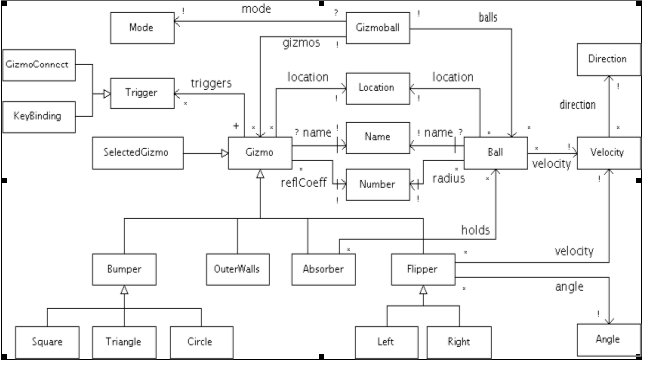 mode
Mode
! ?
Gizmoball
!
balls
gizmos
!
Direction
GizmoConnect
Trigger
triggers
location
Location
location
!
direction
KeyBinding
*
* *
! !
*
*
*
SelectedGizmo
+
Gizmo
? name !
Name
! name ?
Ball
* !
velocity
Velocity
*
reflCoeff
!
Number
!
radius
*
*
!
holds
*
Bumper
OuterWalls
Absorber
Flipper
*
velocity
*
angle
!
Square
Triangle
Circle
Left
Right
Angle